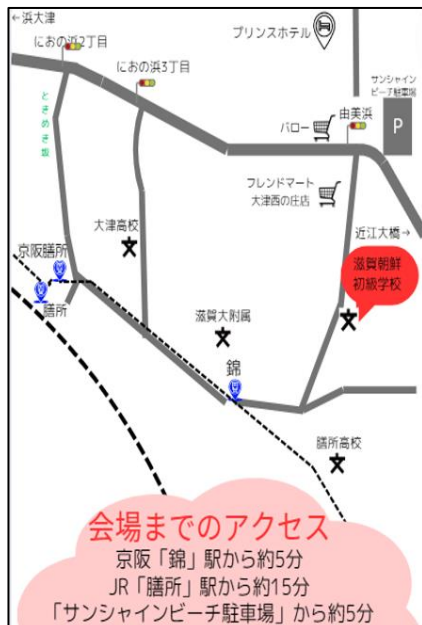 ←浜大津
プリンスホテル
におの浜2丁目
におの浜3丁目
サンシャイン
ビーチ駐車場
P
バロー
由美浜
フレンドマート
大津西の庄店
近江大橋→
大津高校
滋賀朝鮮
初級学校
京阪膳所
膳所
滋賀大附属
錦
膳所高校
会場までのアクセス
京阪「錦」駅から約5分
JR「膳所」駅から約15分
「サンシャインビーチ駐車場」から約5分